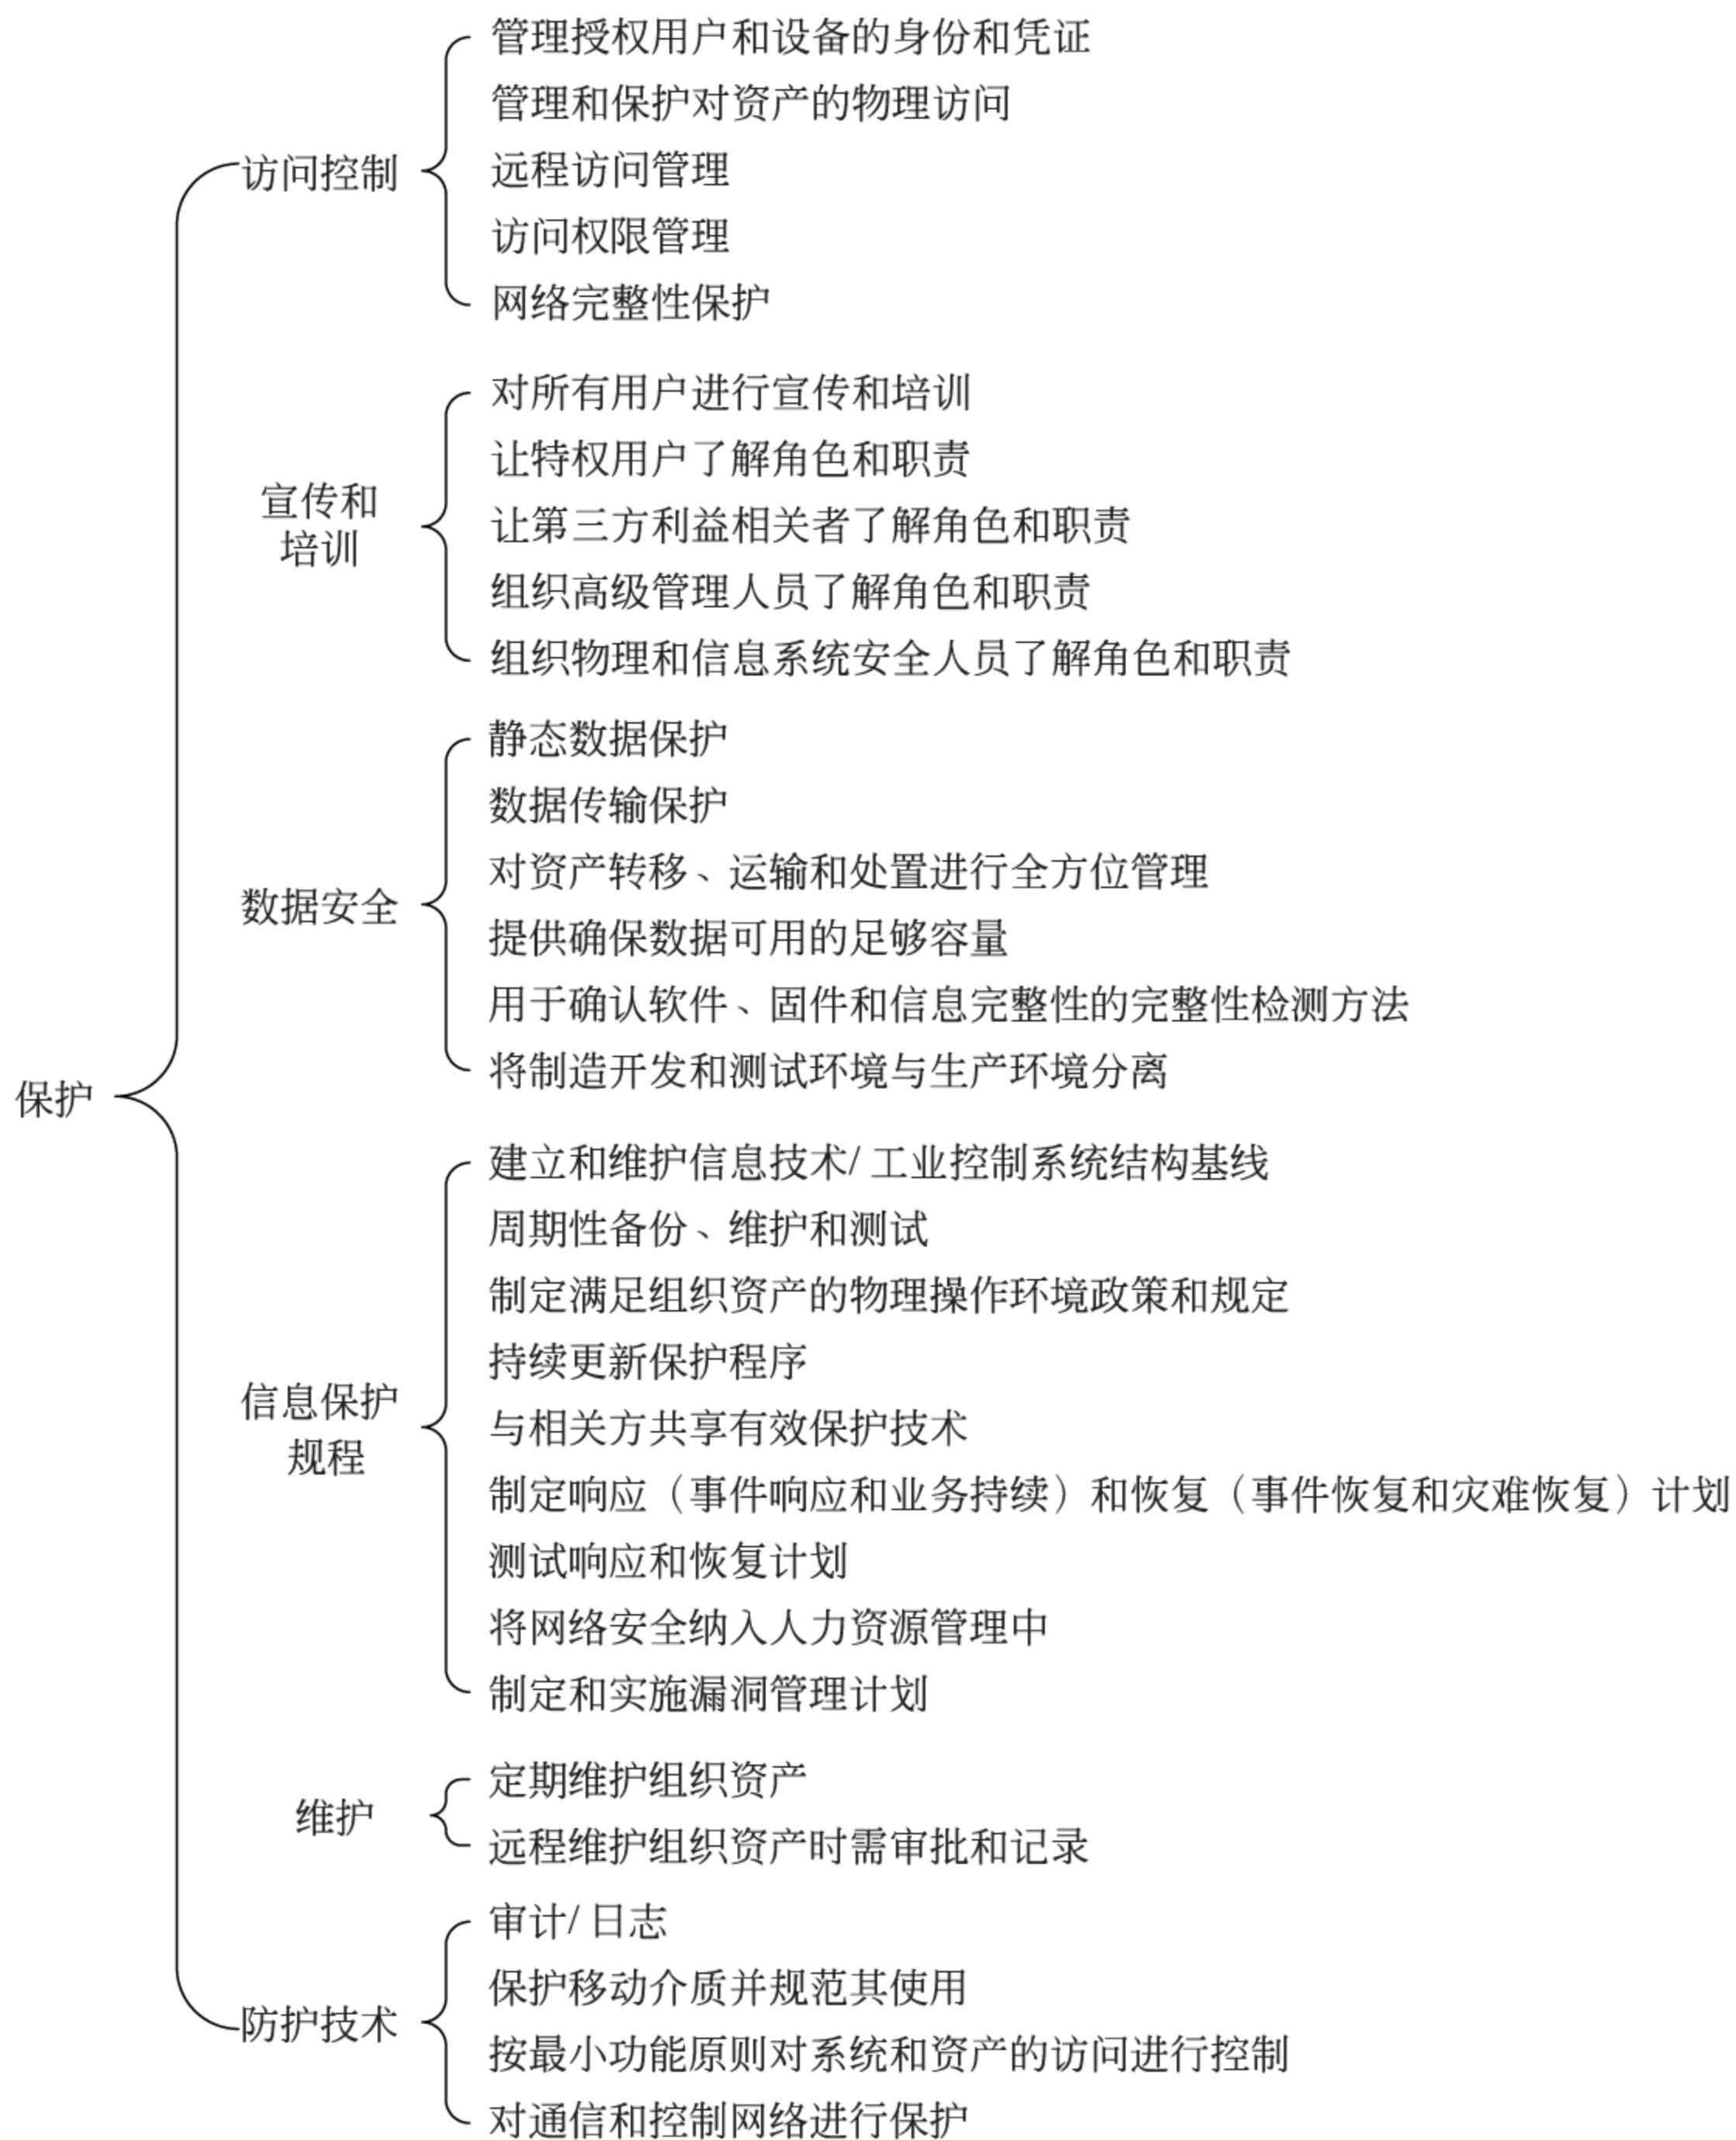 保护
访问控制
管理授权用户和设备的身份和凭证
管理和保护对资产的物理访问
远程访问管理
访问权限管理
网络完整性保护
宣传和
培训
对所有用户进行宣传和培训
让特权用户了解角色和职责
让第三方利益相关者了解角色和职责
组织高级管理人员了解角色和职责
组织物理和信息系统安全人员了解角色和职责
数据安全
静态数据保护
数据传输保护
对资产转移、运输和处置进行全方位管理
提供确保数据可用的足够容量
用于确认软件、固件和信息完整性的完整性检测方法
将制造开发和测试环境与生产环境分离
信息保护
规程
建立和维护信息技术/ 工业控制系统结构基线
周期性备份、维护和测试
制定满足组织资产的物理操作环境政策和规定
持续更新保护程序
与相关方共享有效保护技术
制定响应（事件响应和业务持续）和恢复（事件恢复和灾难恢复）计划
测试响应和恢复计划
将网络安全纳入人力资源管理中
制定和实施漏洞管理计划
维护
定期维护组织资产
远程维护组织资产时需审批和记录
防护技术
审计/ 日志
保护移动介质并规范其使用
按最小功能原则对系统和资产的访问进行控制
对通信和控制网络进行保护